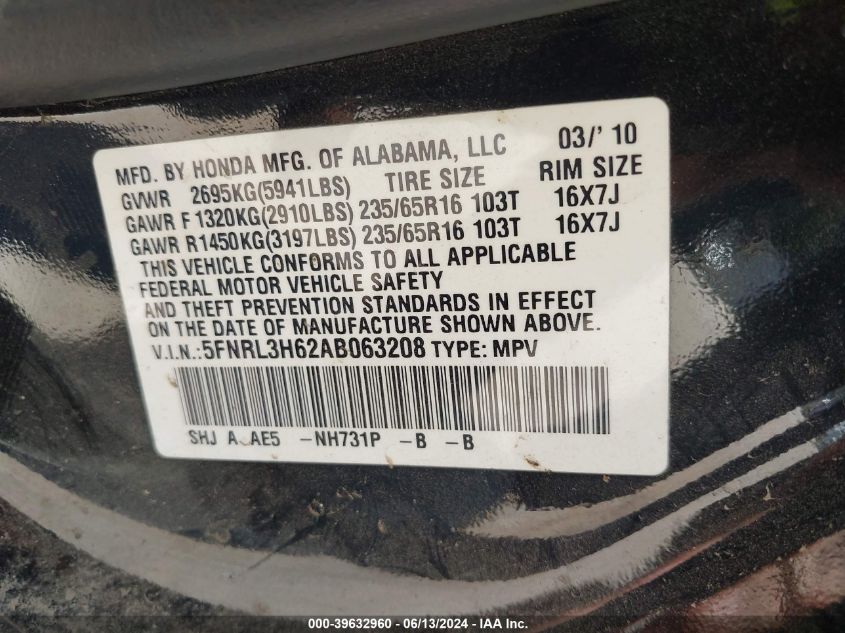 MFD. BY HONDA MFG. OF ALABAMA, LLC 03/' 10
GVWR 2695KG(5941LBS) TIRE SIZE RIM SIZE
GAWR F1320KG(2910LBS) 235/65R16 103T 16X7J
GAWR R1450KG(3197LBS) 235/65R16 103T 16X7J
THIS VEHICLE CONFORMS TO ALL APPLICABLE
FEDERAL MOTOR VEHICLE SAFETY
AND THEFT PREVENTION STANDARDS IN EFFECT
ON THE DATE OF MANUFACTURE SHOWN ABOVE.
V.I.N.:5FNRL3H62AB063208 TYPE: MPV
SHJ A AE5 -NH731P -B -B
000-39632960 - 06/13/2024 - IAA Inc.